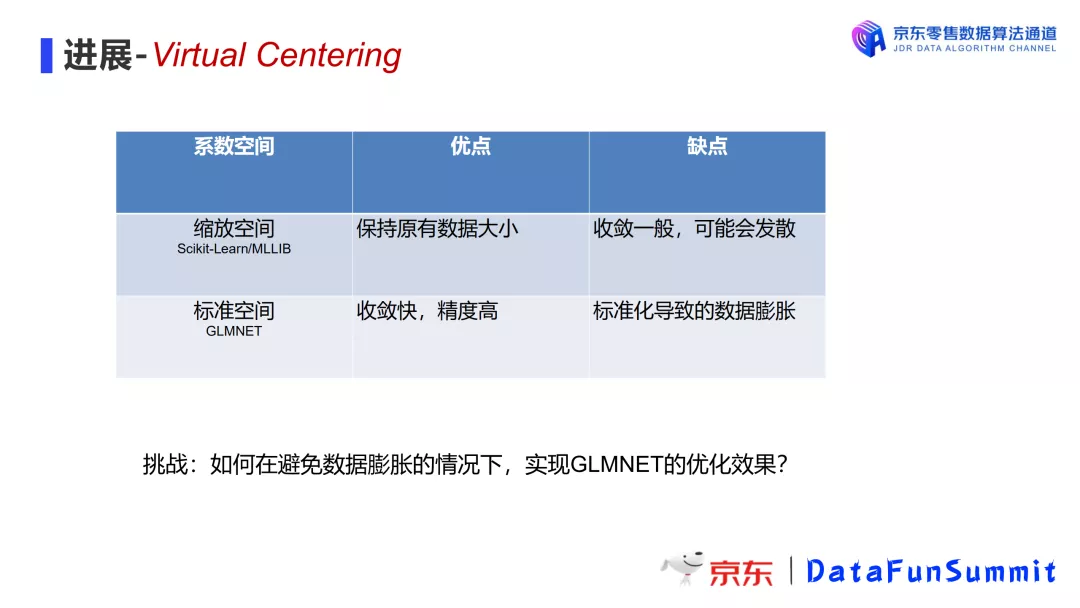 进展-Virtual Centering
京东零售数据算法通道
JDR DATA ALGORITHM CHANNEL
系数空间 优点 缺点
缩放空间 保持原有数据大小 收敛一般，可能会发散
Scikit-Learn/MLLIB
标准空间 收敛快，精度高 标准化导致的数据膨胀
GLMNET
挑战：如何在避免数据膨胀的情况下，实现GLMNET的优化效果？
京东 | DataFunSummit